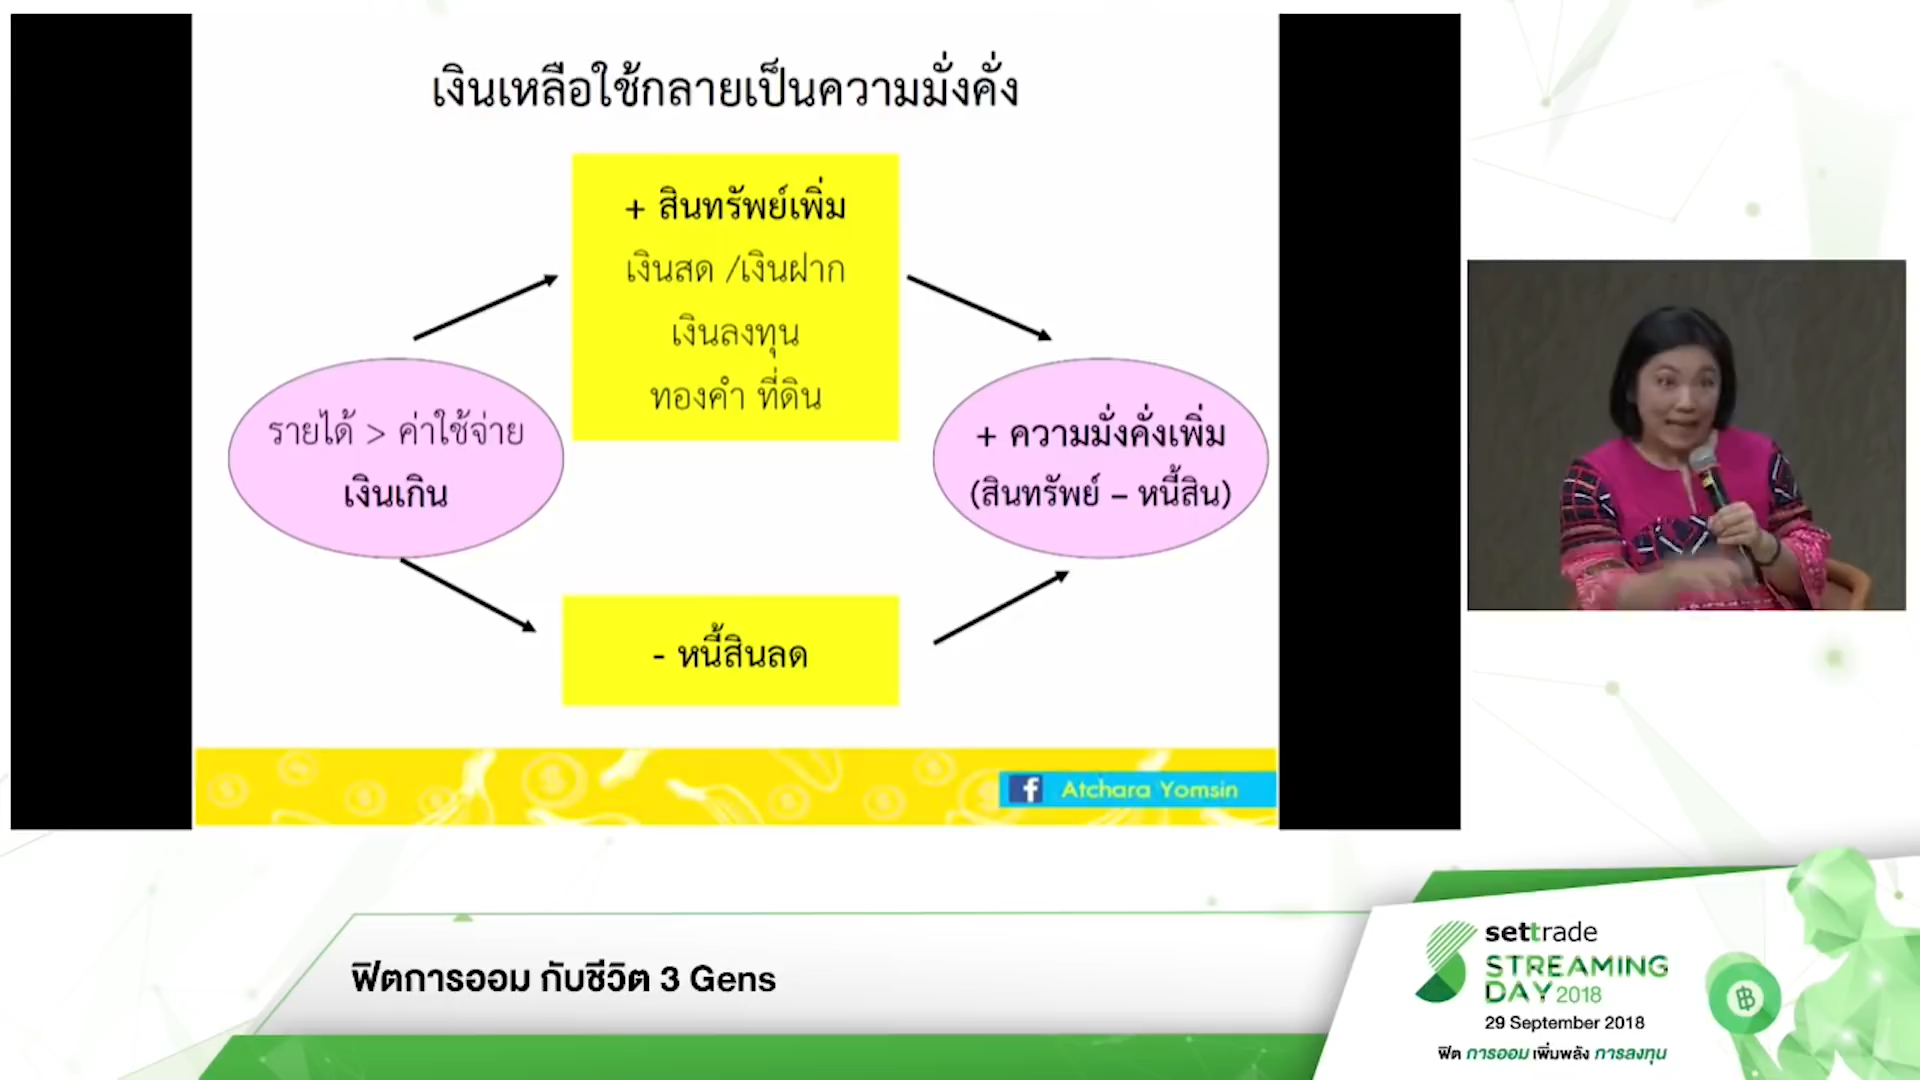 เงินเหลือใช้กลายเป็นความมั่งคั่ง
+ สินทรัพย์เพิ่ม
เงินสด /เงินฝาก
เงินลงทุน
ทองคำ ที่ดิน
รายได้ > ค่าใช้จ่าย
เงินเกิน
+ ความมั่งคั่งเพิ่ม
(สินทรัพย์ – หนี้สิน)
- หนี้สินลด
f Atchara Yomsin
ฟิตการออม กับชีวิต 3 Gens
settrade
STREAMING
DAY 2018
29 September 2018
ฟิต การออม เพิ่มพลัง การลงทุน